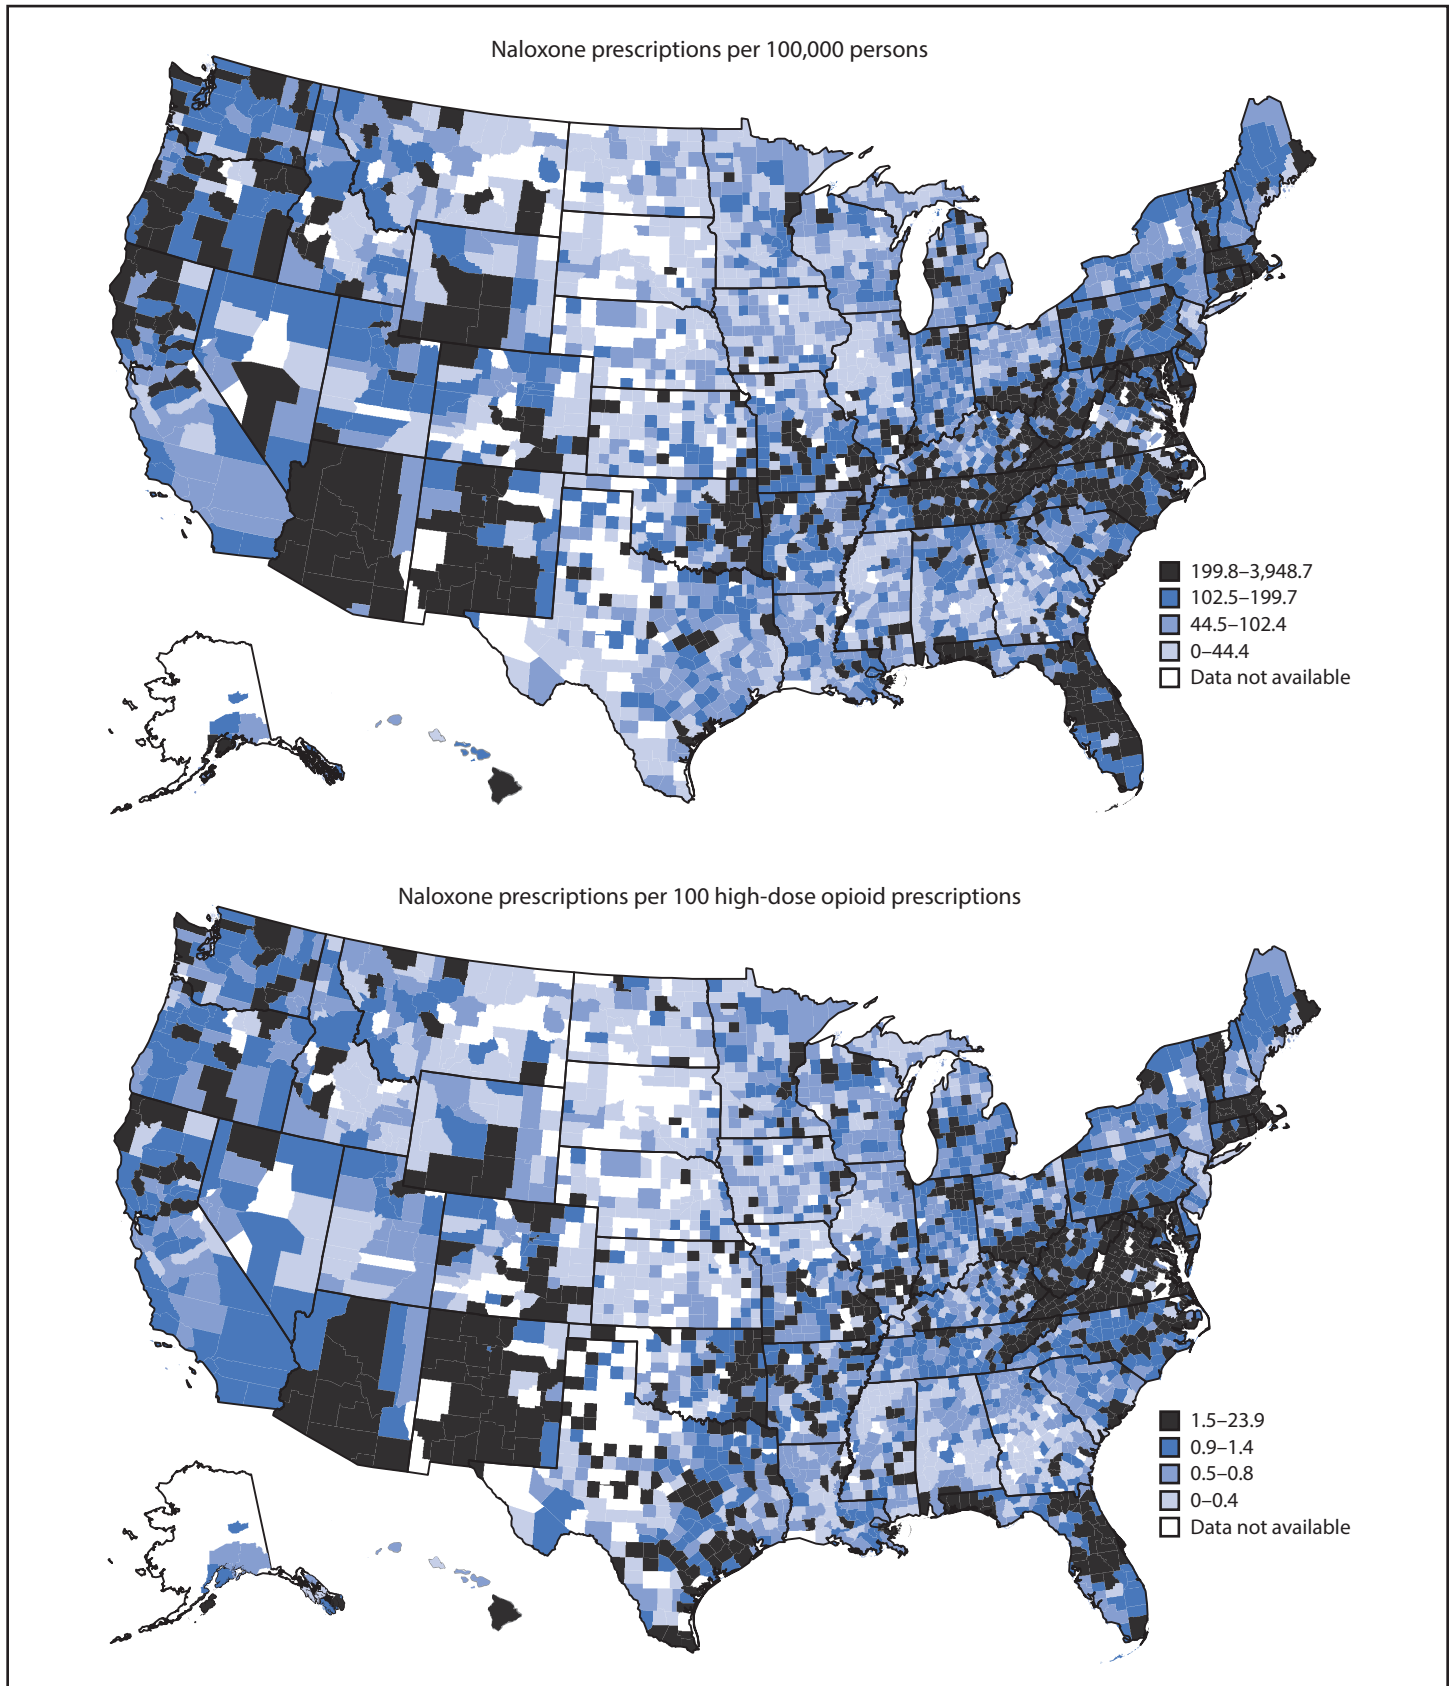 Naloxone prescriptions per 100,000 persons
199.8–3,948.7
102.5–199.7
44.5–102.4
0–44.4
Data not available
Naloxone prescriptions per 100 high-dose opioid prescriptions
1.5–23.9
0.9–1.4
0.5–0.8
0–0.4
Data not available